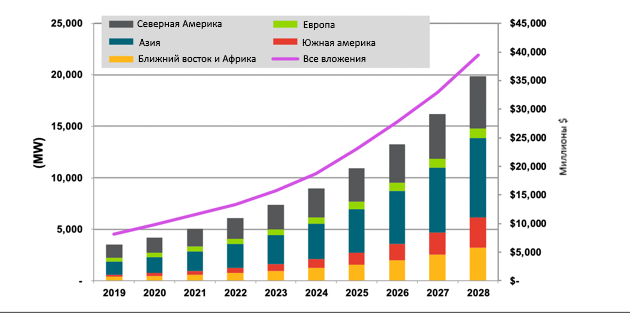 25,000
20,000
15,000
10,000
5,000
-
(MW)
Северная Америка
Европа
Азия
Южная америка
Ближний восток и Африка
Все вложения
$45,000
$40,000
$35,000
$30,000
$25,000
$20,000
$15,000
$10,000
$5,000
$-
Миллионы $
2019 2020 2021 2022 2023 2024 2025 2026 2027 2028